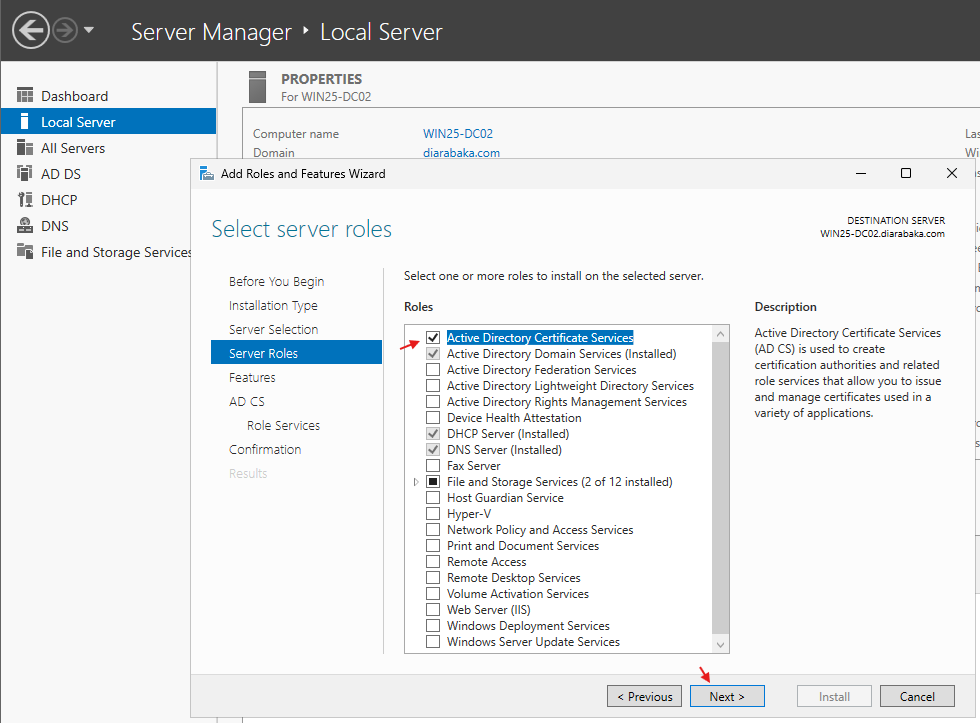 Server Manager ‣ Local Server
Dashboard
Local Server
All Servers
AD DS
DHCP
DNS
File and Storage Services
PROPERTIES
For WIN25-DC02
Computer name WIN25-DC02
Domain diarabaka.com
Add Roles and Features Wizard
Select server roles
DESTINATION SERVER
WIN25-DC02.diarabaka.com
Before You Begin
Installation Type
Server Selection
Server Roles
Features
AD CS
Role Services
Confirmation
Results
Select one or more roles to install on the selected server.
Roles
Active Directory Certificate Services
Active Directory Domain Services (Installed)
Active Directory Federation Services
Active Directory Lightweight Directory Services
Active Directory Rights Management Services
Device Health Attestation
DHCP Server (Installed)
DNS Server (Installed)
Fax Server
File and Storage Services (2 of 12 installed)
Host Guardian Service
Hyper-V
Network Policy and Access Services
Print and Document Services
Remote Access
Remote Desktop Services
Volume Activation Services
Web Server (IIS)
Windows Deployment Services
Windows Server Update Services
Description
Active Directory Certificate Services
(AD CS) is used to create
certification authorities and related
role services that allow you to issue
and manage certificates used in a
variety of applications.
< Previous
Next >
Install
Cancel